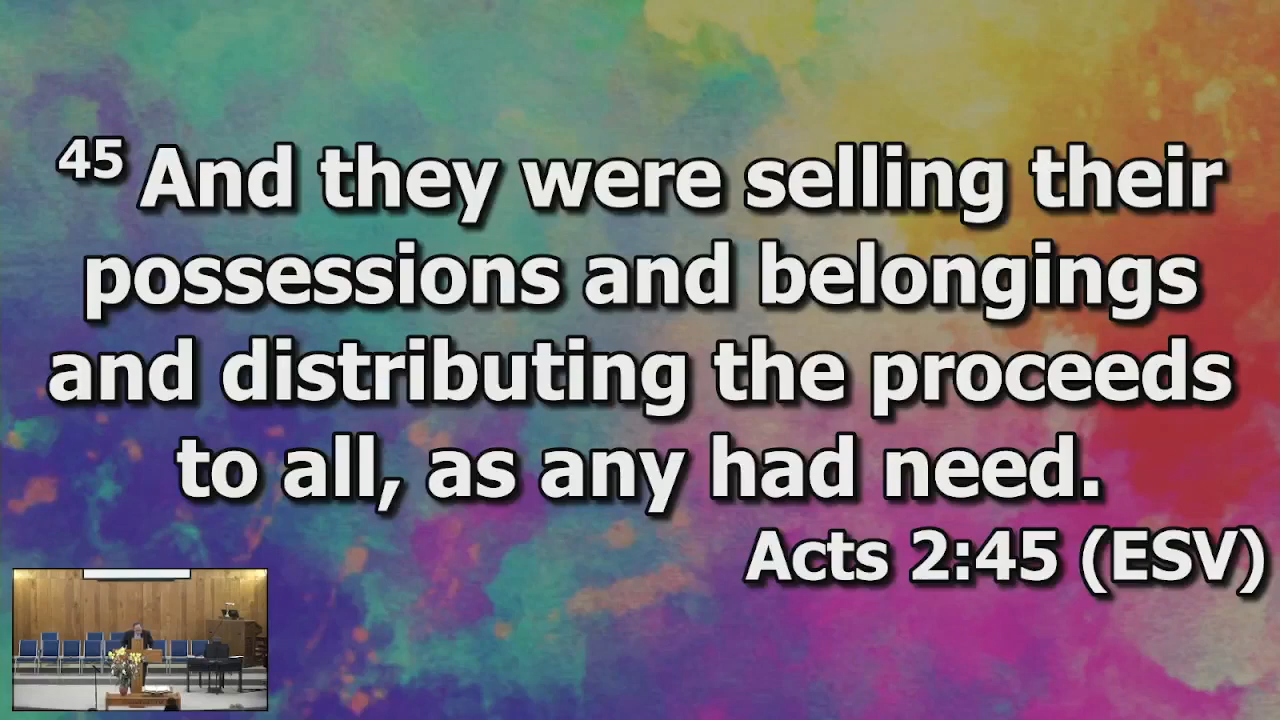 45 And they were selling their
possessions and belongings
and distributing the proceeds
to all, as any had need.
Acts 2:45 (ESV)